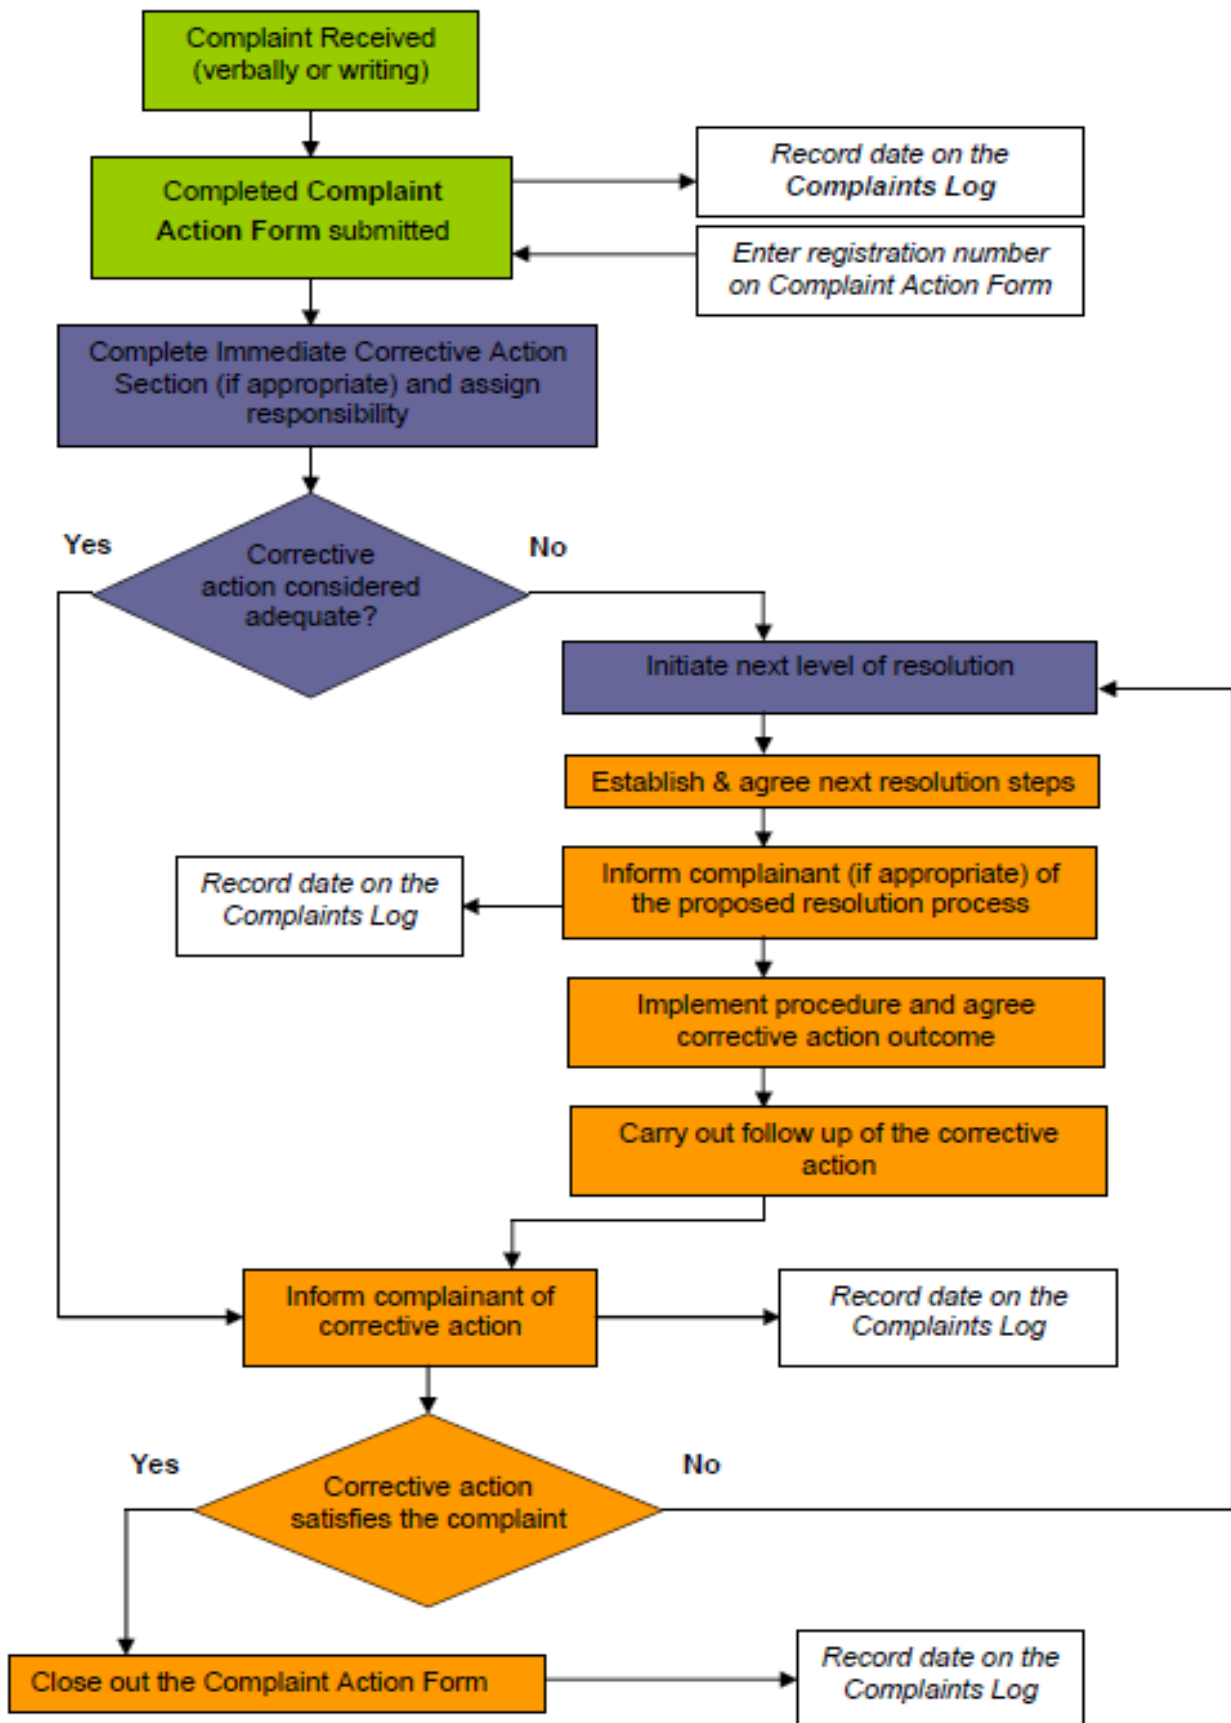 Complaint Received
(verbally or writing)
Completed Complaint
Action Form submitted
Record date on the
Complaints Log
Enter registration number
on Complaint Action Form
Complete Immediate Corrective Action
Section (if appropriate) and assign
responsibility
Yes
Corrective
action considered
adequate?
No
Initiate next level of resolution
Establish & agree next resolution steps
Inform complainant (if appropriate) of
the proposed resolution process
Record date on the
Complaints Log
Implement procedure and agree
corrective action outcome
Carry out follow up of the corrective
action
Inform complainant of
corrective action
Record date on the
Complaints Log
Yes
Corrective action
satisfies the complaint
No
Close out the Complaint Action Form
Record date on the
Complaints Log